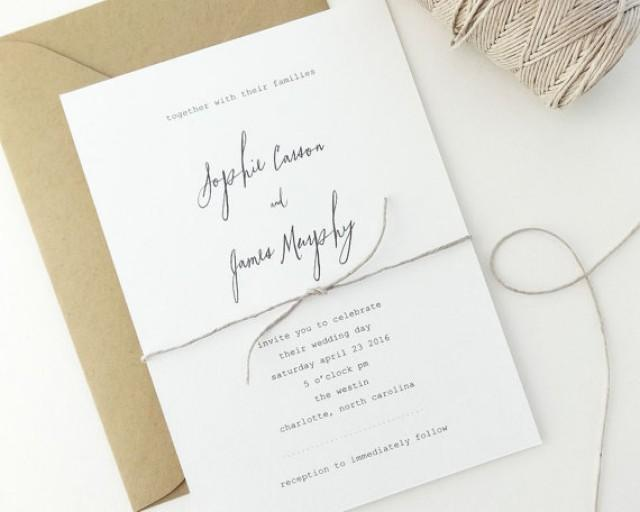 together with their families
Sophie Carson
and
James Murphy
invite you to celebrate
their wedding day
saturday april 23 2016
5 o'clock pm
the westin
charlotte, north carolina
reception to immediately follow